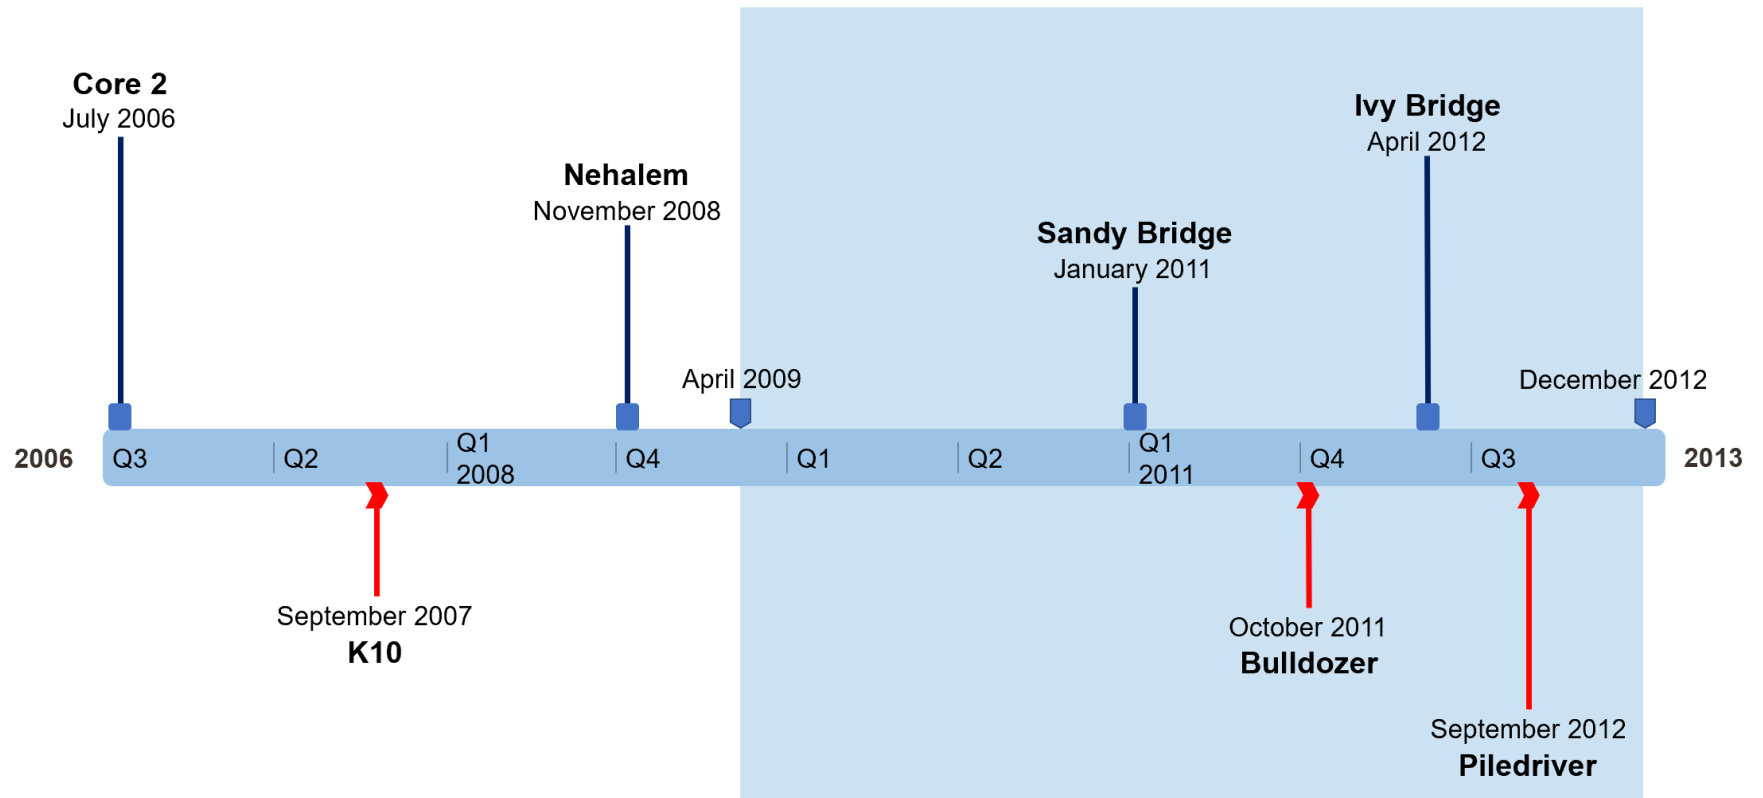 Core 2
July 2006
Nehalem
November 2008
April 2009
Sandy Bridge
January 2011
Ivy Bridge
April 2012
December 2012
2006
Q3
Q2
Q1
2008
Q4
Q1
Q2
Q1
2011
Q4
Q3
2013
September 2007
K10
October 2011
Bulldozer
September 2012
Piledriver